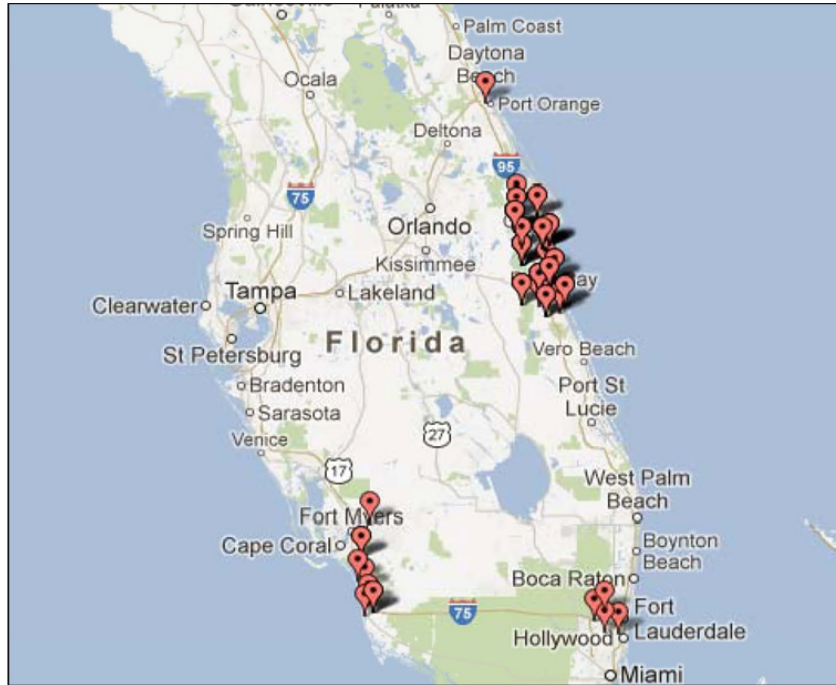 Palm Coast
Daytona
Beach
Ocala
Port Orange
Deltona
95
75
Orlando
Spring Hill
Kissimmee
Clearwater
Tampa
Lakeland
Florida
St Petersburg
Vero Beach
Bradenton
Port St
Lucie
Sarasota
Venice
27
17
West Palm
Beach
Fort Myers
Cape Coral
Boynton
Beach
Boca Raton
75
Fort
Lauderdale
Hollywood
Miami